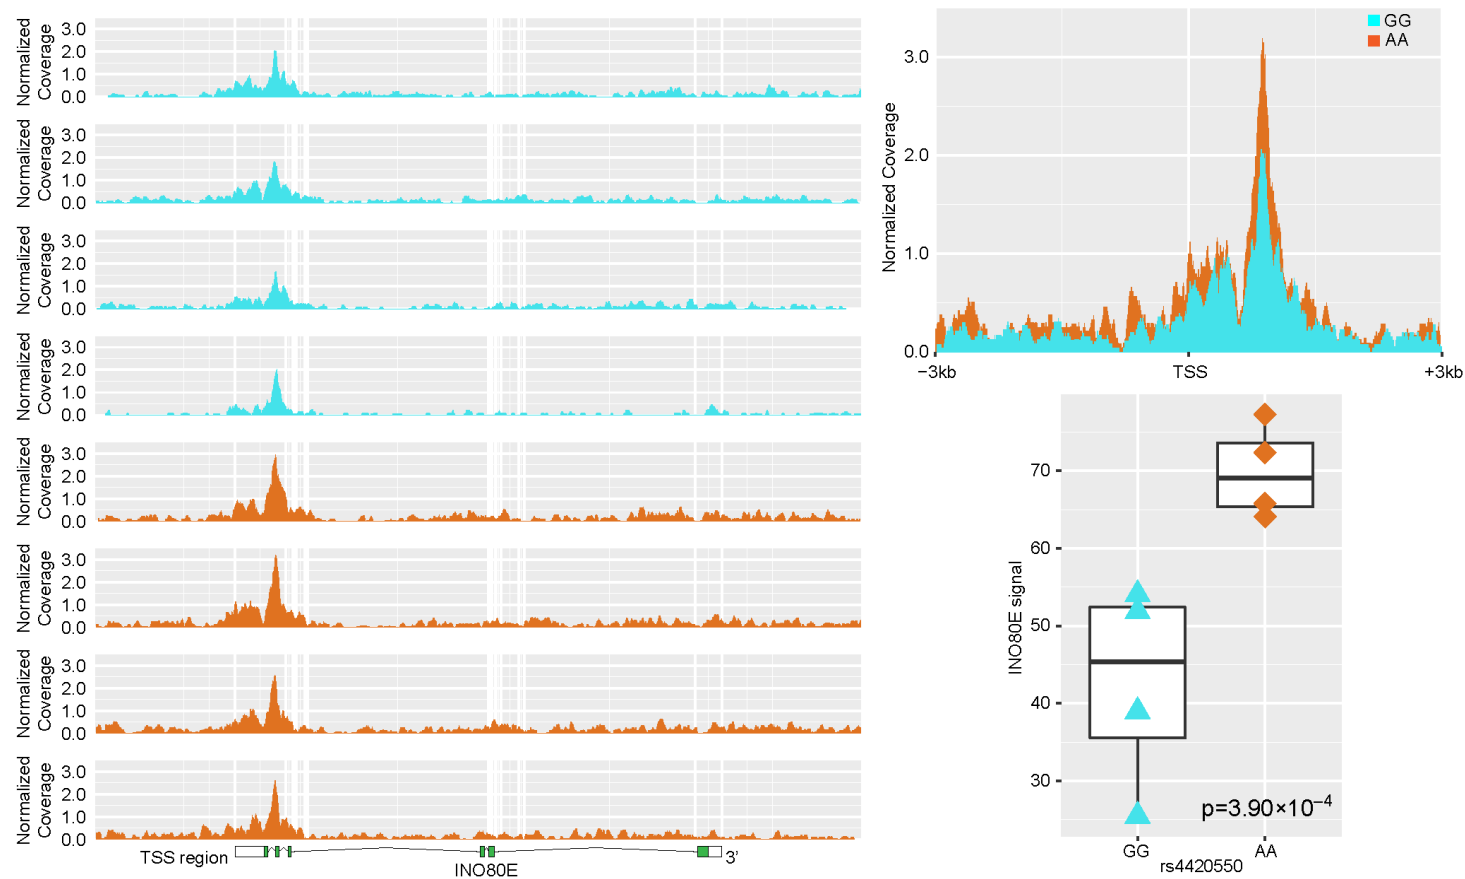 Normalized
Coverage
3.0
2.0
1.0
0.0
Normalized
Coverage
3.0
2.0
1.0
0.0
Normalized
Coverage
3.0
2.0
1.0
0.0
Normalized
Coverage
3.0
2.0
1.0
0.0
Normalized
Coverage
3.0
2.0
1.0
0.0
Normalized
Coverage
3.0
2.0
1.0
0.0
Normalized
Coverage
3.0
2.0
1.0
0.0
Normalized
Coverage
3.0
2.0
1.0
0.0
TSS region
3'
INO80E
GG
AA
Normalized Coverage
3.0
2.0
1.0
0.0
−3kb
TSS
+3kb
INO80E signal
70
60
50
40
30
p=3.90×10⁻⁴
GG
AA
rs4420550